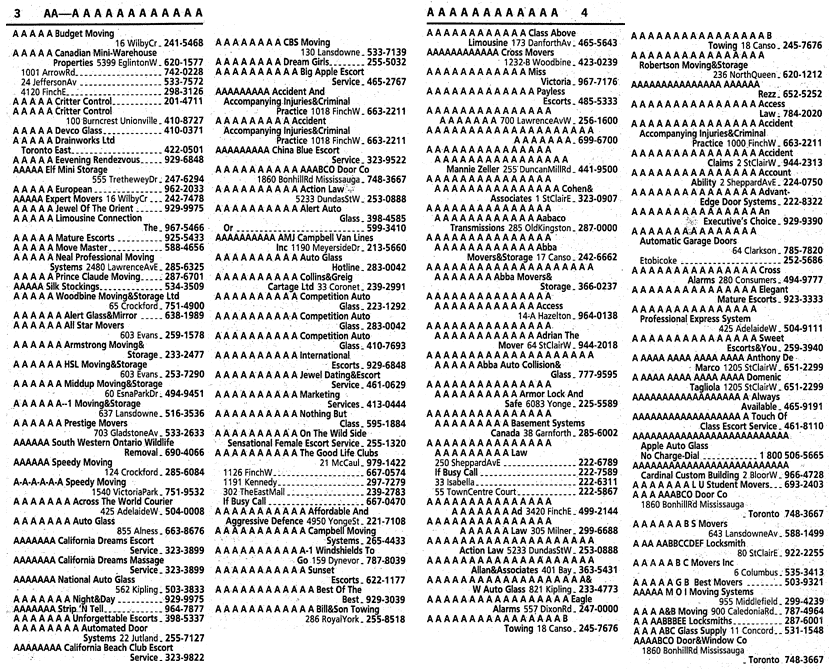 3 AA—A A A A A A A A A A A A
A A A A A Budget Moving
16 WilbyCr. 241-5468
A A A A A Canadian Mini-Warehouse
Properties 5399 EglintonW. 620-1577
1001 ArrowRd 742-0228
24 JeffersonAv 533-7572
4120 FinchE 298-3126
A A A A A Critter Control 201-4711
A A A A A Critter Control
100 Burncrest Unionville. 410-8727
A A A A A Devco Glass 410-0371
A A A A A Drainworks Ltd
Toronto East 422-0501
A A A A A Eevening Rendezvous 929-6848
AAAAA Elf Mini Storage
555 TretheweyDr. 247-6294
A A A A A European 962-2033
AAAAA Expert Movers 16 WilbyCr. 242-7478
A A A A A Jewel Of The Orient 929-9975
A A A A A Limousine Connection
The. 967-5466
A A A A A Mature Escorts 925-5433
A A A A A Move Master 588-4656
A A A A A Neal Professional Moving
Systems 2480 LawrenceAvE. 285-6325
A A A A A Prince Claude Moving 287-6701
AAAAA Silk Stockings 534-3509
A A A A A Woodbine Moving&Storage Ltd
65 Crockford. 751-4900
A A A A A A Alert Glass&Mirror 638-1989
A A A A A A All Star Movers
603 Evans. 259-1578
A A A A A A Armstrong Moving&
Storage. 233-2477
A A A A A A HSL Moving&Storage
603 Evans. 253-7290
A A A A A A Middup Moving&Storage
60 EsnaParkDr. 494-9451
A A A A A A--1 Moving&Storage
637 Lansdowne. 516-3536
A A A A A A Prestige Movers
703 GladstoneAv. 533-2633
AAAAAA South Western Ontario Wildlife
Removal. 690-4066
AAAAAA Speedy Moving
124 Crockford. 285-6084
A-A-A-A-A-A Speedy Moving
1540 VictoriaPark. 751-9532
A A A A A A A Across The World Courier
425 AdelaideW. 504-0008
A A A A A A A Auto Glass
855 Alness. 663-8676
AAAAAAA California Dreams Escort
Service. 323-3899
AAAAAAA California Dreams Massage
Service. 323-3899
AAAAAAA National Auto Glass
562 Kipling. 503-3833
A A A A A A A Night&Day 929-9975
AAAAAAA Strip 'N Tell 964-7877
A A A A A A A Unforgettable Escorts. 398-5337
A A A A A A A A Automated Door
Systems 22 Jutland. 255-7127
AAAAAAAA California Beach Club Escort
Service. 323-9822
A A A A A A A A CBS Moving
130 Lansdowne. 533-7139
A A A A A A A A Dream Girls 255-5032
A A A A A A A A A Big Apple Escort
Service. 465-2767
AAAAAAAAA Accident And
Accompanying Injuries&Criminal
Practice 1018 FinchW. 663-2211
A A A A A A A A A Accident
Accompanying Injuries&Criminal
Practice 1018 FinchW. 663-2211
AAAAAAAAA China Blue Escort
Service. 323-9522
A A A A A A A A A AABCO Door Co
1860 BonhillRd Mississauga. 748-3667
A A A A A A A A A Action Law
5233 DundasStW. 253-0888
A A A A A A A A A Alert Auto
Glass. 398-4585
Or 599-3410
AAAAAAAAAA AMJ Campbell Van Lines
Inc 1190 MeyersideDr. 213-5660
A A A A A A A A A Auto Glass
Hotline. 283-0042
A A A A A A A A A Collins&Greig
Cartage Ltd 33 Coronet. 239-2991
A A A A A A A A A Competition Auto
Glass. 223-1292
A A A A A A A A A Competition Auto
Glass. 283-0042
A A A A A A A A A Competition Auto
Glass. 410-7693
A A A A A A A A A International
Escorts. 929-6848
A A A A A A A A A Jewel Dating&Escort
Service. 461-0629
A A A A A A A A A Marketing
Services. 413-0444
A A A A A A A A A Nothing But
Class. 595-1884
A A A A A A A A A On The Wild Side
Sensational Female Escort Service. 255-1320
A A A A A A A A A The Good Life Clubs
21 McCaul. 979-1422
1126 FinchW. 667-0574
1191 Kennedy 297-7279
302 TheEastMall 239-2783
If Busy Call 667-0470
A A A A A A A A A A Affordable And
Aggressive Defence 4950 YongeSt. 221-7108
A A A A A A A A A A Campbell Moving
Systems. 265-4433
A A A A A A A A A A-1 Windshields To
Go 159 Dynevor. 787-8039
A A A A A A A A A A Sunset
Escorts. 622-1177
A A A A A A A A A A Best Of The
Best. 929-3039
A A A A A A A A A A Bill&Son Towing
286 RoyalYork. 255-8518
A A A A A A A A A A A 4
A A A A A A A A A A A Class Above
Limousine 173 DanforthAv. 465-5643
AAAAAAAAAAA Cross Movers
1232-B Woodbine. 423-0239
A A A A A A A A A A A Miss
Victoria. 967-7176
A A A A A A A A A A A Payless
Escorts. 485-5333
A A A A A A A A A A A A
A A A A A A A 700 LawrenceAvW. 256-1600
A A A A A A A A A A A A A A A A A
A A A A A A A. 699-6700
A A A A A A A A A A A A A A A A A
Mannie Zeller 255 DuncanMillRd. 441-9500
A A A A A A A A A A A A A Cohen&
Associates 1 StClairE. 323-0907
A A A A A A A A A A A A A Aabaco
Transmissions 285 OldKingston. 287-0000
A A A A A A A A A A A A A Abba
Movers&Storage 17 Canso. 242-6662
A A A A A A A A A A A A A A A A A
A A A A A A A Abba Movers&
Storage. 366-0237
A A A A A A A A A A A A A Access
14-A Hazelton. 964-0138
A A A A A A A A A A A A A Adrian The
Mover 64 StClairW. 944-2018
A A A A A A A A A A A A A A A A A
A A A A A Abba Auto Collision&
Glass. 777-9595
A A A A A A A A A A A A A
A A A A A A A A A A Armor Lock And
Safe 6083 Yonge. 225-5589
A A A A A A A A A A A A A
A A A A A A A A A Basement Systems
Canada 38 Garnforth. 285-6002
A A A A A A A A A A A A A
A A A A A A A A A Law
250 SheppardAvE 222-6789
If Busy Call 222-7589
33 Isabella 222-6311
55 TownCentre Court 222-5867
A A A A A A A A A A A A A
A A A A A A A A A Ad 3420 FinchE. 499-2144
A A A A A A A A A A A A A
A A A A A A A A A Law 305 Milner. 299-6688
A A A A A A A A A A A A A A A A A
Action Law 5233 DundasStW. 253-0888
A A A A A A A A A A A A A A A A A
Allan&Associates 401 Bay. 363-5431
A A A A A A A A A A A A A A A A A&
W Auto Glass 821 Kipling. 233-4773
A A A A A A A A A A A A A A A Eagle
Alarms 557 DixonRd. 247-0000
A A A A A A A A A A A A A A A B
Towing 18 Canso. 245-7676
A A A A A A A A A A A A A A A B
Towing 18 Canso. 245-7676
A A A A A A A A A A A A A A A
Robertson Moving&Storage
236 NorthQueen. 620-1212
AAAAAAAAAAAAAAA AAAAAA
Rezz. 652-5252
A A A A A A A A A A A A A A A Access
Law. 784-2020
A A A A A A A A A A A A A A A Accident
Accompanying Injuries&Criminal
Practice 1000 FinchW. 663-2211
A A A A A A A A A A A A A A A Accident
Claims 2 StClairW. 944-2313
A A A A A A A A A A A A A A A Account
Ability 2 SheppardAvE. 224-0750
A A A A A A A A A A A A A A A Advant-
Edge Door Systems. 222-8322
A A A A A A A A A A A A A A A An
Executive's Choice. 929-9390
A A A A A A A A A A A A A A A
Automatic Garage Doors
64 Clarkson. 785-7820
Etobicoke 252-5686
A A A A A A A A A A A A A A A Cross
Alarms 280 Consumers. 494-9777
A A A A A A A A A A A A A A A Elegant
Mature Escorts. 923-3333
A A A A A A A A A A A A A A A
Professional Express System
425 AdelaideW. 504-9111
A A A A A A A A A A A A A A A Sweet
Escorts&You. 259-3940
A AAAA AAAA AAAA AAAA Anthony De
Marco 1205 StClairW. 651-2299
A AAAA AAAA AAAA AAAA Domenic
Tagliola 1205 StClairW. 651-2299
AAAAAAAAAAAAAAAAAA A Always
Available. 465-9191
AAAAAAAAAAAAAAAAAA A Touch Of
Class Escort Service. 461-8110
AAAAAAAAAAAAAAAAAAAAAAAA
Apple Auto Glass
No Charge-Dial 1 800 506-5665
AAAAAAAAAAAAAAAAAAAAAAAA
Cardinal Custom Building 2 BloorW. 966-4728
A A A A A A A L U Student Movers 693-2403
A A AAAABCO Door Co
1860 BonhillRd Mississauga
Toronto 748-3667
A A A A A A B S Movers
643 LansdowneAv. 588-1499
A AA AABBCCDEF Locksmith
80 StClairE. 922-2255
A A A A A A B C Movers Inc
6 Columbus. 535-3413
A A A A A A G B Best Movers 503-9321
AAAAAA M O I Moving Systems
955 Middlefield. 299-4239
A A A A&B Moving 900 CaledoniaRd. 787-4964
A A AABBBEE Locksmiths 287-6001
A A A ABC Glass Supply 11 Concord. 531-1548
AAAABCO Door&Window Co
1860 BonhillRd Mississauga
Toronto 748-3667